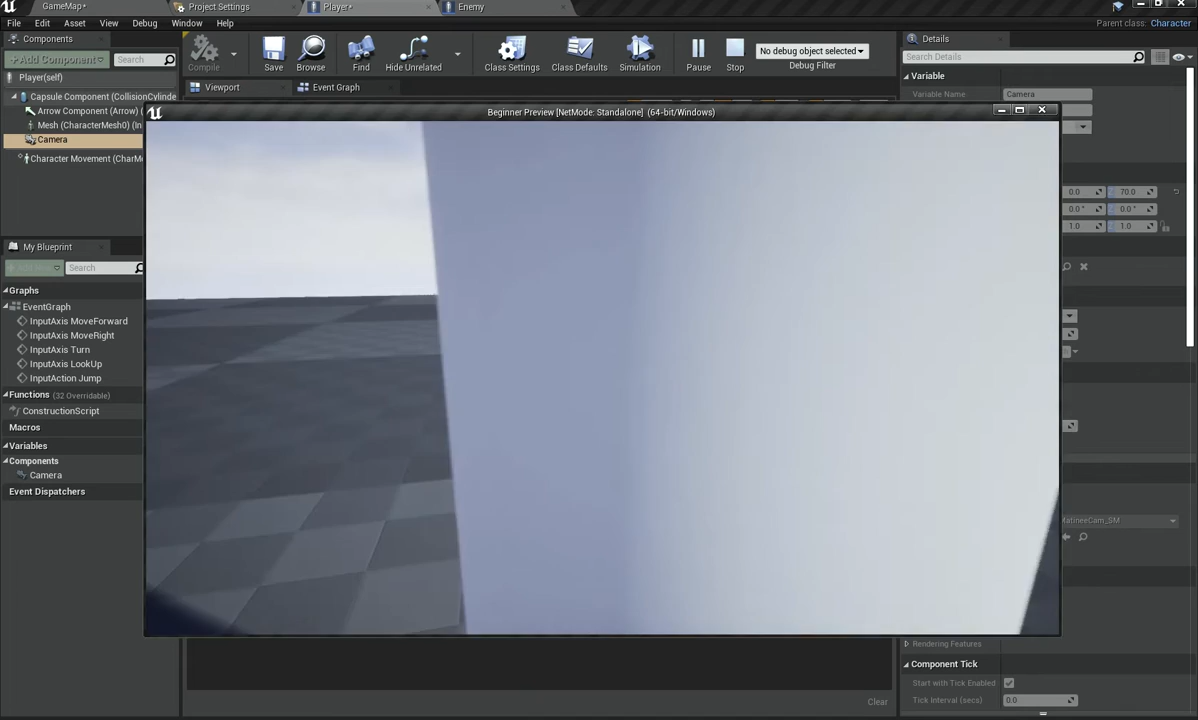 GameMap*
Project Settings
Player*
Enemy
File
Edit
Asset
View
Debug
Window
Help
Parent class: Character
Components
+Add Component
Search
Player(self)
Capsule Component (CollisionCylinde
Arrow Component (Arrow) (
Mesh (CharacterMesh0) (In
Camera
Character Movement (CharMo
Compile
Save
Browse
Find
Hide Unrelated
Class Settings
Class Defaults
Simulation
Pause
Stop
No debug object selected
Debug Filter
Viewport
Event Graph
Details
Search Details
Variable
Variable Name
Camera
Beginner Preview [NetMode: Standalone] (64-bit/Windows)
0.0
70.0
0.0 °
0.0 °
1.0
1.0
My Blueprint
Search
Graphs
EventGraph
InputAxis MoveForward
InputAxis MoveRight
InputAxis Turn
InputAxis LookUp
InputAction Jump
Functions (32 Overridable)
ConstructionScript
Macros
Variables
Components
Camera
Event Dispatchers
MatineeCam_SM
Rendering Features
Component Tick
Start with Tick Enabled
Tick Interval (secs)
0.0
Clear